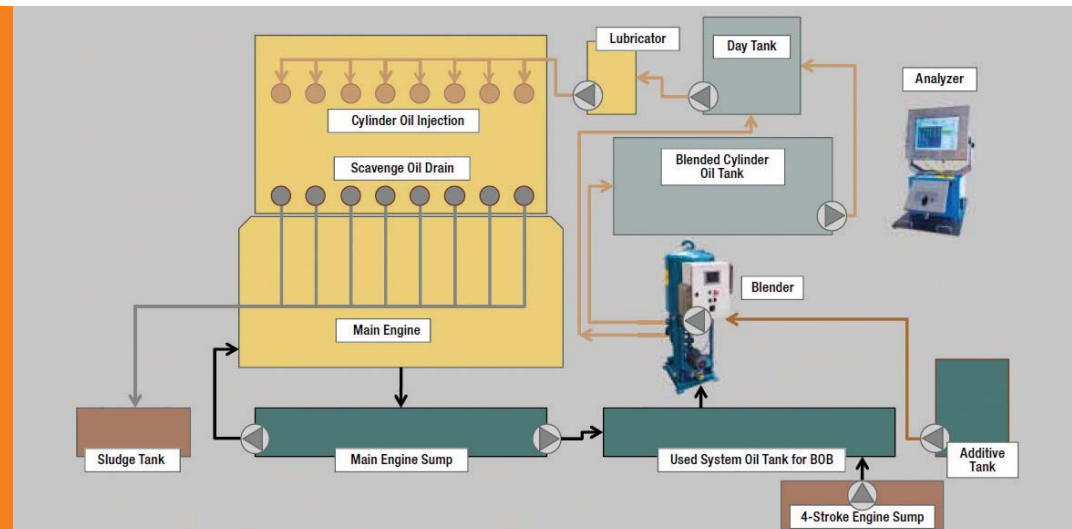 Lubricator
Day Tank
Analyzer
Cylinder Oil Injection
Scavenge Oil Drain
Blended Cylinder
Oil Tank
Blender
Main Engine
Sludge Tank
Main Engine Sump
Used System Oil Tank for BOB
Additive
Tank
4-Stroke Engine Sump